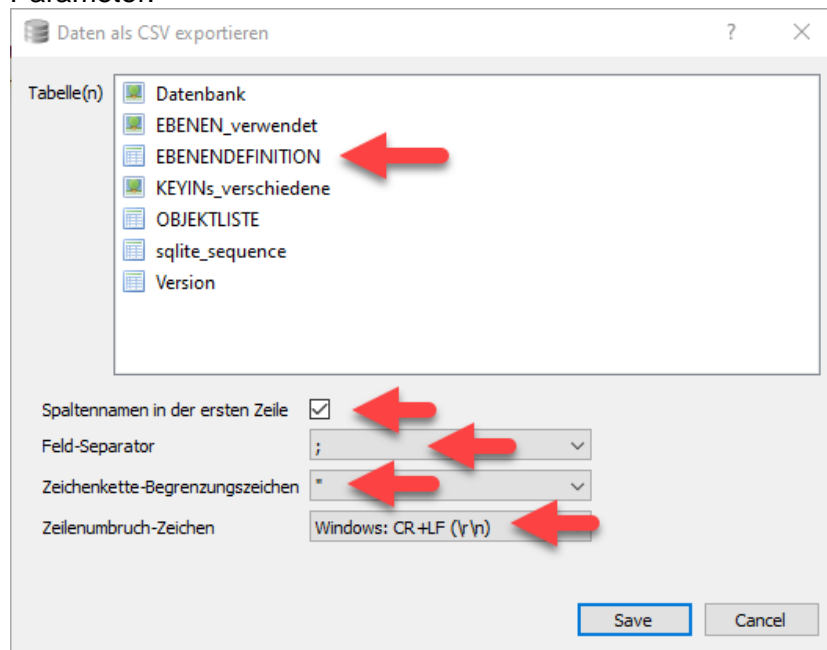 Parameter:
Daten als CSV exportieren ?
Tabelle(n)
Datenbank
EBENEN_verwendet
EBENENDEFINITION
KEYINs_verschiedene
OBJEKTLISTE
sqlite_sequence
Version
Spaltennamen in der ersten Zeile
Feld-Separator ;
Zeichenkette-Begrenzungszeichen "
Zeilenumbruch-Zeichen Windows: CR+LF (\r\n)
Save Cancel